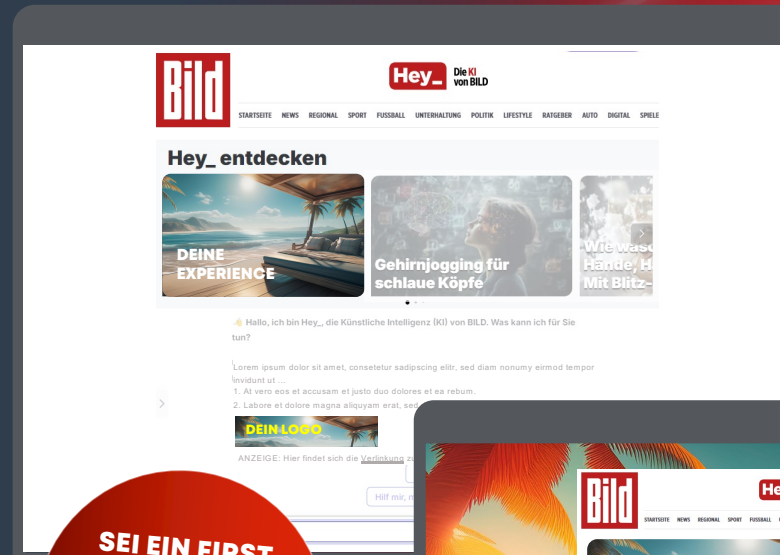 Bild
Hey_ Die KI
von BILD
STARTSEITE NEWS REGIONAL SPORT FUSSBALL UNTERHALTUNG POLITIK LIFESTYLE RATGEBER AUTO DIGITAL SPIELE
Hey_ entdecken
DEINE
EXPERIENCE
Gehirnjogging für
schlaue Köpfe
Hände, H
Mit Blitz-
Hallo, ich bin Hey_, die Künstliche Intelligenz (KI) von BILD. Was kann ich für Sie
tun?
Lorem ipsum dolor sit amet, consetetur sadipscing elitr, sed diam nonumy eirmod tempor
invidunt ut ...
1. At vero eos et accusam et justo duo dolores et ea rebum.
2. Labore et dolore magna aliquyam erat, sed
DEIN LOGO
ANZEIGE: Hier findet sich die Verlinkung zu
Hilf mir,
SEI EIN FIRST
Bild
He
STARTSEITE NEWS REGIONAL SPORT FUSSBALL